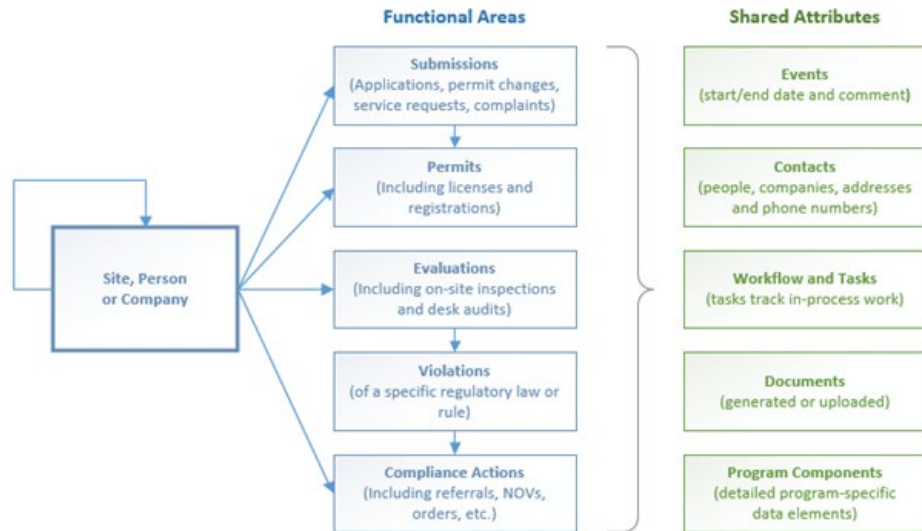 Functional Areas
Shared Attributes
Site, Person
or Company
Submissions
(Applications, permit changes,
service requests, complaints)
Permits
(Including licenses and
registrations)
Evaluations
(Including on-site inspections
and desk audits)
Violations
(of a specific regulatory law or
rule)
Compliance Actions
(Including referrals, NOVs,
orders, etc.)
Events
(start/end date and comment)
Contacts
(people, companies, addresses
and phone numbers)
Workflow and Tasks
(tasks track in-process work)
Documents
(generated or uploaded)
Program Components
(detailed program-specific
data elements)